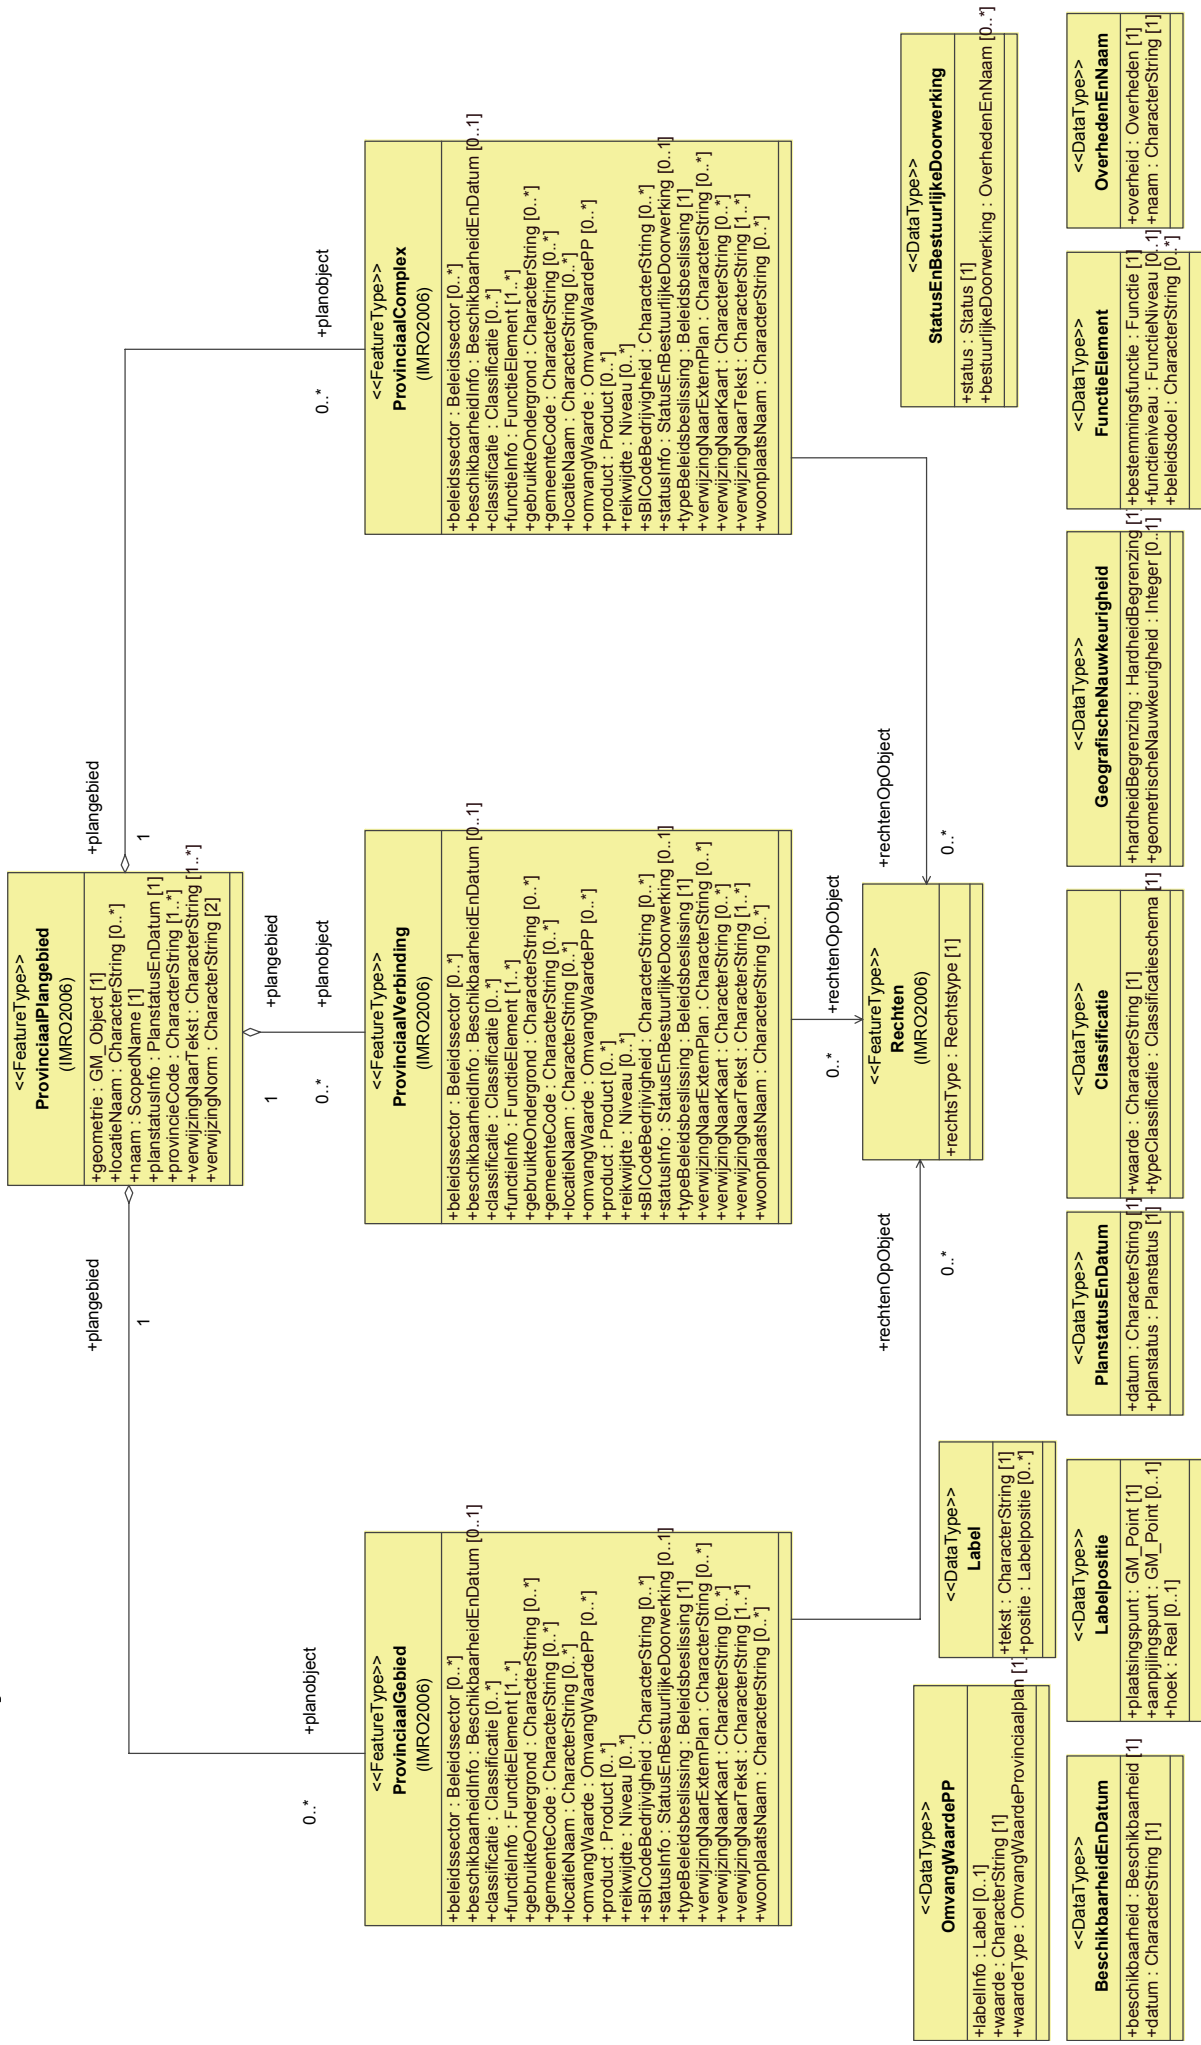 <<FeatureType>>
ProvinciaalPlangebied
(IMRO2006)
+geometrie : GM_Object [1]
+locatieNaam : CharacterString [0..*]
+naam : ScopedName [1]
+planstatusInfo : PlanstatusEnDatum [1]
+provincieCode : CharacterString [1..*]
+verwijzingNaarTekst : CharacterString [1..*]
+verwijzingNorm : CharacterString [2]
+plangebied
1
+plangebied
1
+plangebied
1
+planobject
0..*
+planobject
0..*
+planobject
0..*
<<FeatureType>>
ProvinciaalGebied
(IMRO2006)
+beleidssector : Beleidssector [0..*]
+beschikbaarheidInfo : BeschikbaarheidEnDatum [0..1]
+classificatie : Classificatie [0..*]
+functieInfo : FunctieElement [1..*]
+gebruikteOndergrond : CharacterString [0..*]
+gemeenteCode : CharacterString [0..*]
+locatieNaam : CharacterString [0..*]
+omvangWaarde : OmvangWaardePP [0..*]
+product : Product [0..*]
+reikwijdte : Niveau [0..*]
+sBICodeBedrijvigheid : CharacterString [0..*]
+statusInfo : StatusEnBestuurlijkeDoorwerking [0..1]
+typeBeleidsbeslissing : Beleidsbeslissing [1]
+verwijzingNaarExternPlan : CharacterString [0..*]
+verwijzingNaarKaart : CharacterString [0..*]
+verwijzingNaarTekst : CharacterString [1..*]
+woonplaatsNaam : CharacterString [0..*]
<<FeatureType>>
ProvinciaalVerbinding
(IMRO2006)
+beleidssector : Beleidssector [0..*]
+beschikbaarheidInfo : BeschikbaarheidEnDatum [0..1]
+classificatie : Classificatie [0..*]
+functieInfo : FunctieElement [1..*]
+gebruikteOndergrond : CharacterString [0..*]
+gemeenteCode : CharacterString [0..*]
+locatieNaam : CharacterString [0..*]
+omvangWaarde : OmvangWaardePP [0..*]
+product : Product [0..*]
+reikwijdte : Niveau [0..*]
+sBICodeBedrijvigheid : CharacterString [0..*]
+statusInfo : StatusEnBestuurlijkeDoorwerking [0..1]
+typeBeleidsbeslissing : Beleidsbeslissing [1]
+verwijzingNaarExternPlan : CharacterString [0..*]
+verwijzingNaarKaart : CharacterString [0..*]
+verwijzingNaarTekst : CharacterString [1..*]
+woonplaatsNaam : CharacterString [0..*]
<<FeatureType>>
ProvinciaalComplex
(IMRO2006)
+beleidssector : Beleidssector [0..*]
+beschikbaarheidInfo : BeschikbaarheidEnDatum [0..1]
+classificatie : Classificatie [0..*]
+functieInfo : FunctieElement [1..*]
+gebruikteOndergrond : CharacterString [0..*]
+gemeenteCode : CharacterString [0..*]
+locatieNaam : CharacterString [0..*]
+omvangWaarde : OmvangWaardePP [0..*]
+product : Product [0..*]
+reikwijdte : Niveau [0..*]
+sBICodeBedrijvigheid : CharacterString [0..*]
+statusInfo : StatusEnBestuurlijkeDoorwerking [0..1]
+typeBeleidsbeslissing : Beleidsbeslissing [1]
+verwijzingNaarExternPlan : CharacterString [0..*]
+verwijzingNaarKaart : CharacterString [0..*]
+verwijzingNaarTekst : CharacterString [1..*]
+woonplaatsNaam : CharacterString [0..*]
+rechtenOpObject
0..*
+rechtenOpObject
0..*
+rechtenOpObject
0..*
<<FeatureType>>
Rechten
(IMRO2006)
+rechtsType : Rechtstype [1]
<<DataType>>
OmvangWaardePP
+labelInfo : Label [0..1]
+waarde : CharacterString [1]
+waardeType : OmvangWaardeProvinciaalplan [1]
<<DataType>>
Label
+tekst : CharacterString [1]
+positie : Labelpositie [0..*]
<<DataType>>
StatusEnBestuurlijkeDoorwerking
+status : Status [1]
+bestuurlijkeDoorwerking : OverhedenEnNaam [0..*]
<<DataType>>
BeschikbaarheidEnDatum
+beschikbaarheid : Beschikbaarheid [1]
+datum : CharacterString [1]
<<DataType>>
Labelpositie
+plaatsingspunt : GM_Point [1]
+aanpijlingspunt : GM_Point [0..1]
+hoek : Real [0..1]
<<DataType>>
PlanstatusEnDatum
+datum : CharacterString [1]
+planstatus : Planstatus [1]
<<DataType>>
Classificatie
+waarde : CharacterString [1]
+typeClassificatie : Classificatieschema [1]
<<DataType>>
GeografischeNauwkeurigheid
+hardheidBegrenzing : HardheidBegrenzing [1]
+geometrischeNauwkeurigheid : Integer [0..1]
<<DataType>>
FunctieElement
+bestemmingsfunctie : Functie [1]
+functieniveau : FunctieNiveau [0..1]
+beleidsdoel : CharacterString [0..*]
<<DataType>>
OverhedenEnNaam
+overheid : Overheden [1]
+naam : CharacterString [1]